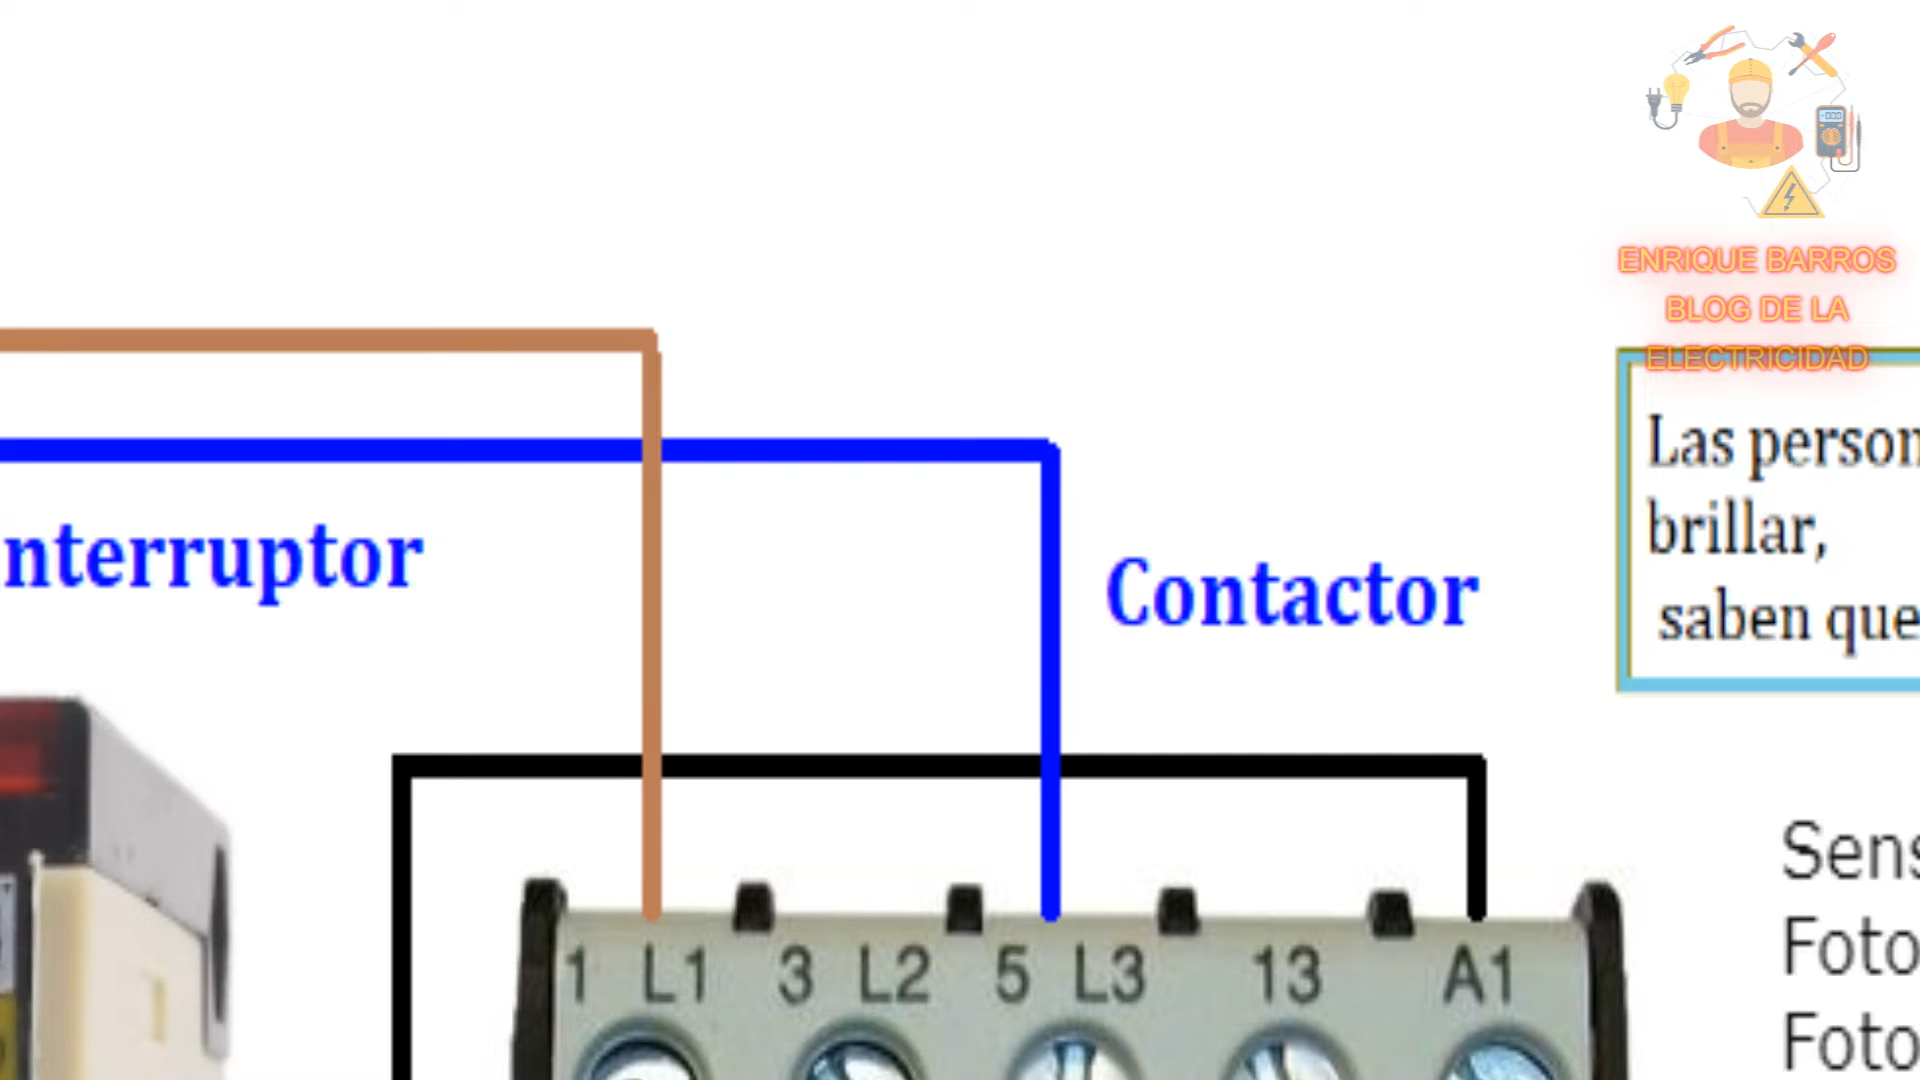 ENRIQUE BARROS
BLOG DE LA
ELECTRICIDAD
Las person
brillar,
saben que
nterruptor
Contactor
Sens
Foto
Foto
1 L1 3 L2 5 L3 13 A1